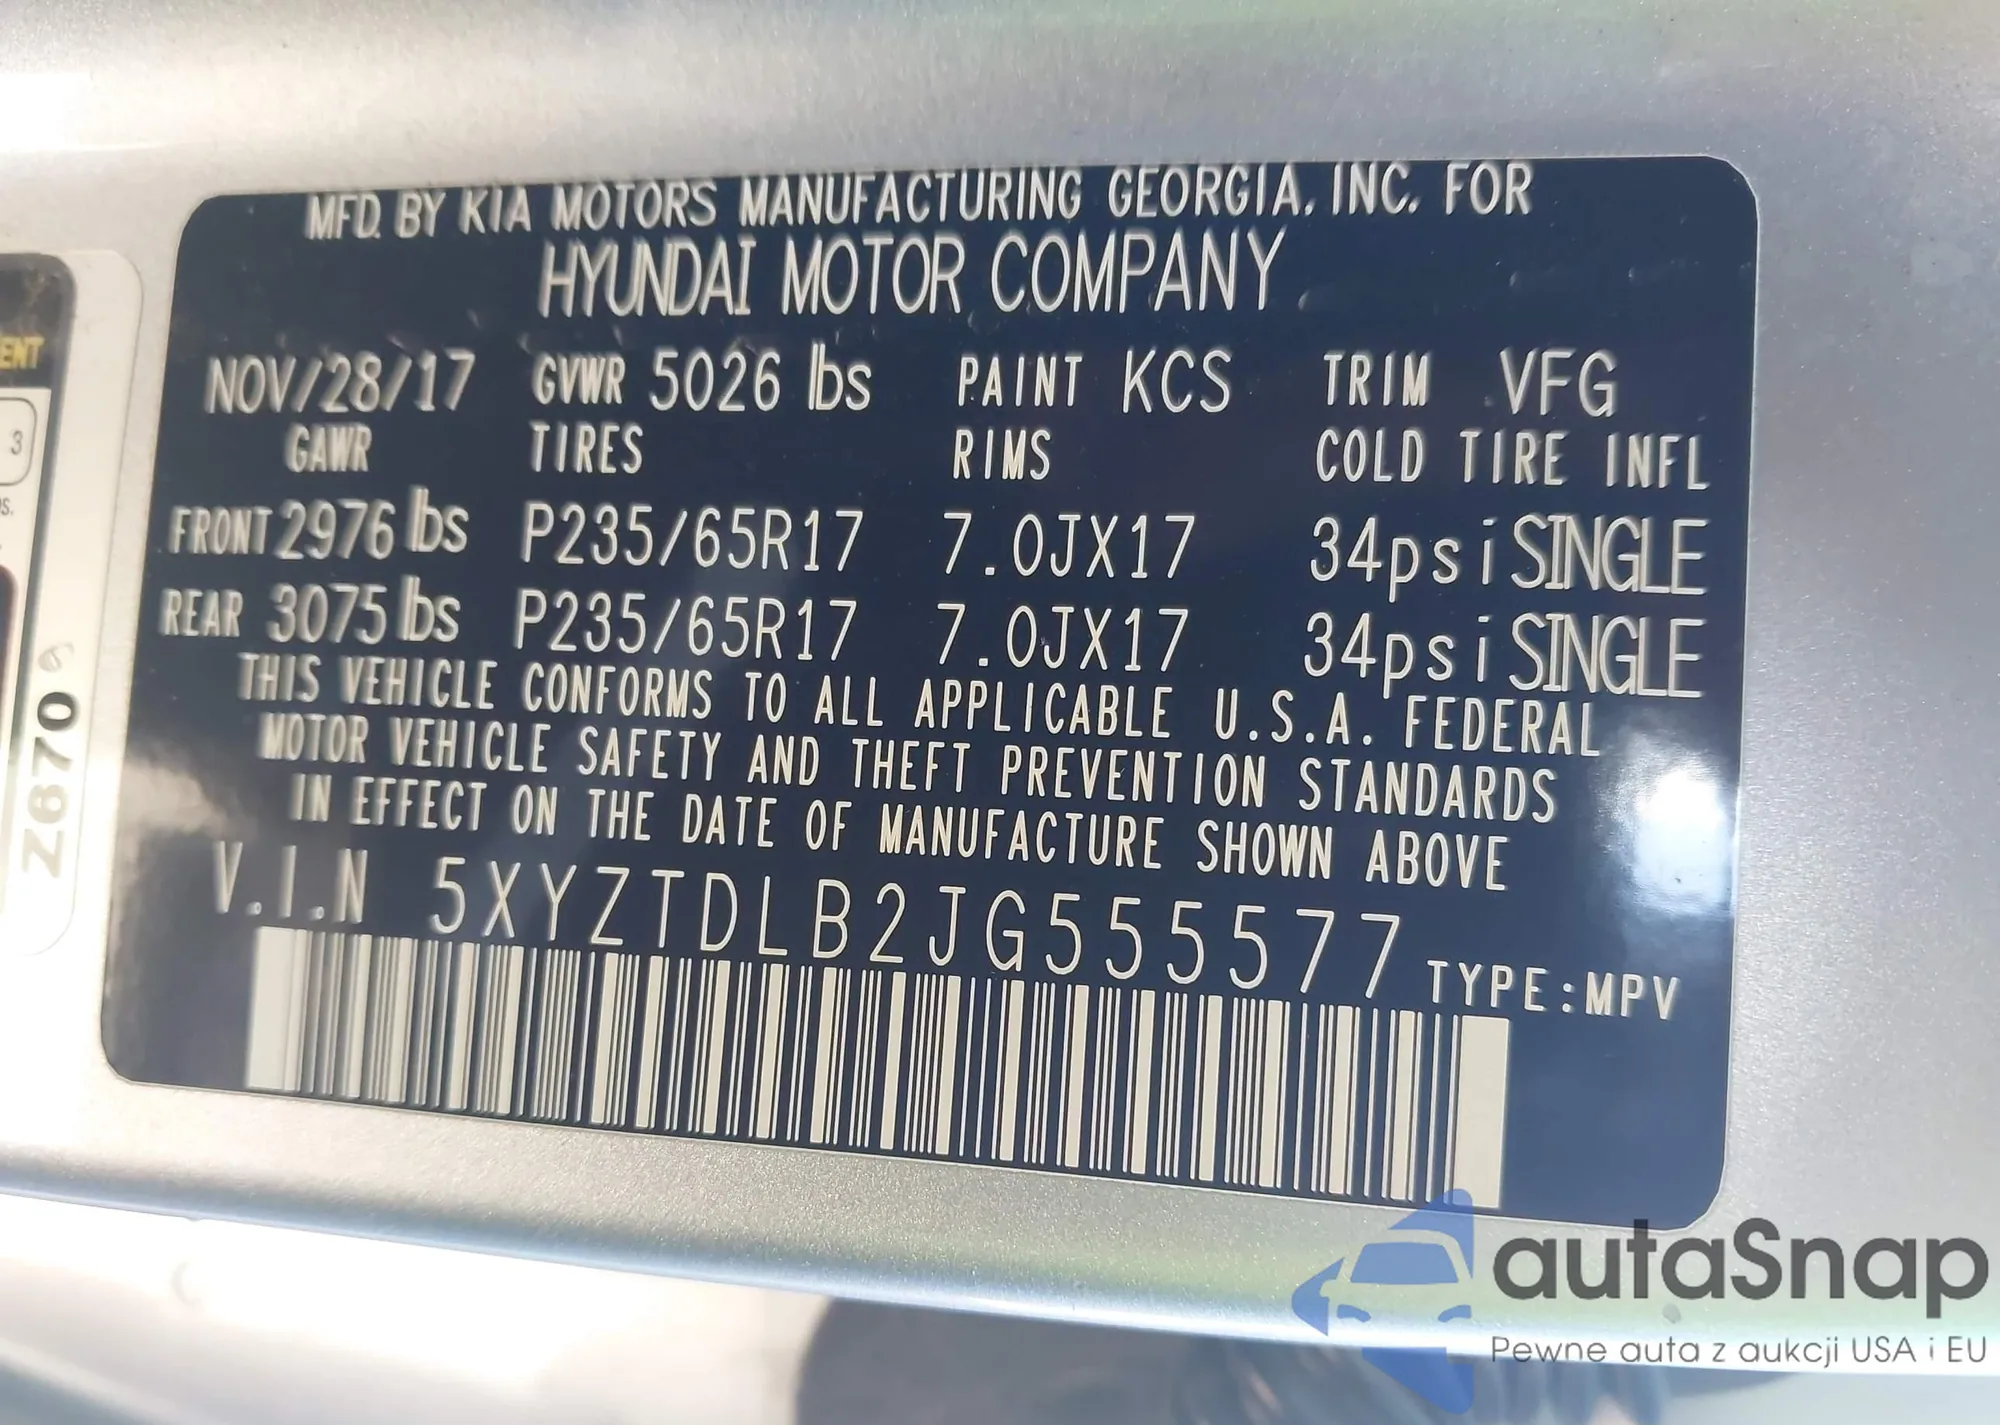 MFD. BY KIA MOTORS MANUFACTURING GEORGIA, INC. FOR
HYUNDAI MOTOR COMPANY
NOV/28/17 GVWR 5026 lbs PAINT KCS TRIM VFG
GAWR TIRES RIMS COLD TIRE INFL
FRONT 2976 lbs P235/65R17 7.0JX17 34psi SINGLE
REAR 3075 lbs P235/65R17 7.0JX17 34psi SINGLE
THIS VEHICLE CONFORMS TO ALL APPLICABLE U.S.A. FEDERAL
MOTOR VEHICLE SAFETY AND THEFT PREVENTION STANDARDS
IN EFFECT ON THE DATE OF MANUFACTURE SHOWN ABOVE
V.I.N 5XYZTDLB2JG555577 TYPE:MPV
ENT
3
Z670
autaSnap
Pewne auta z aukcji USA i EU